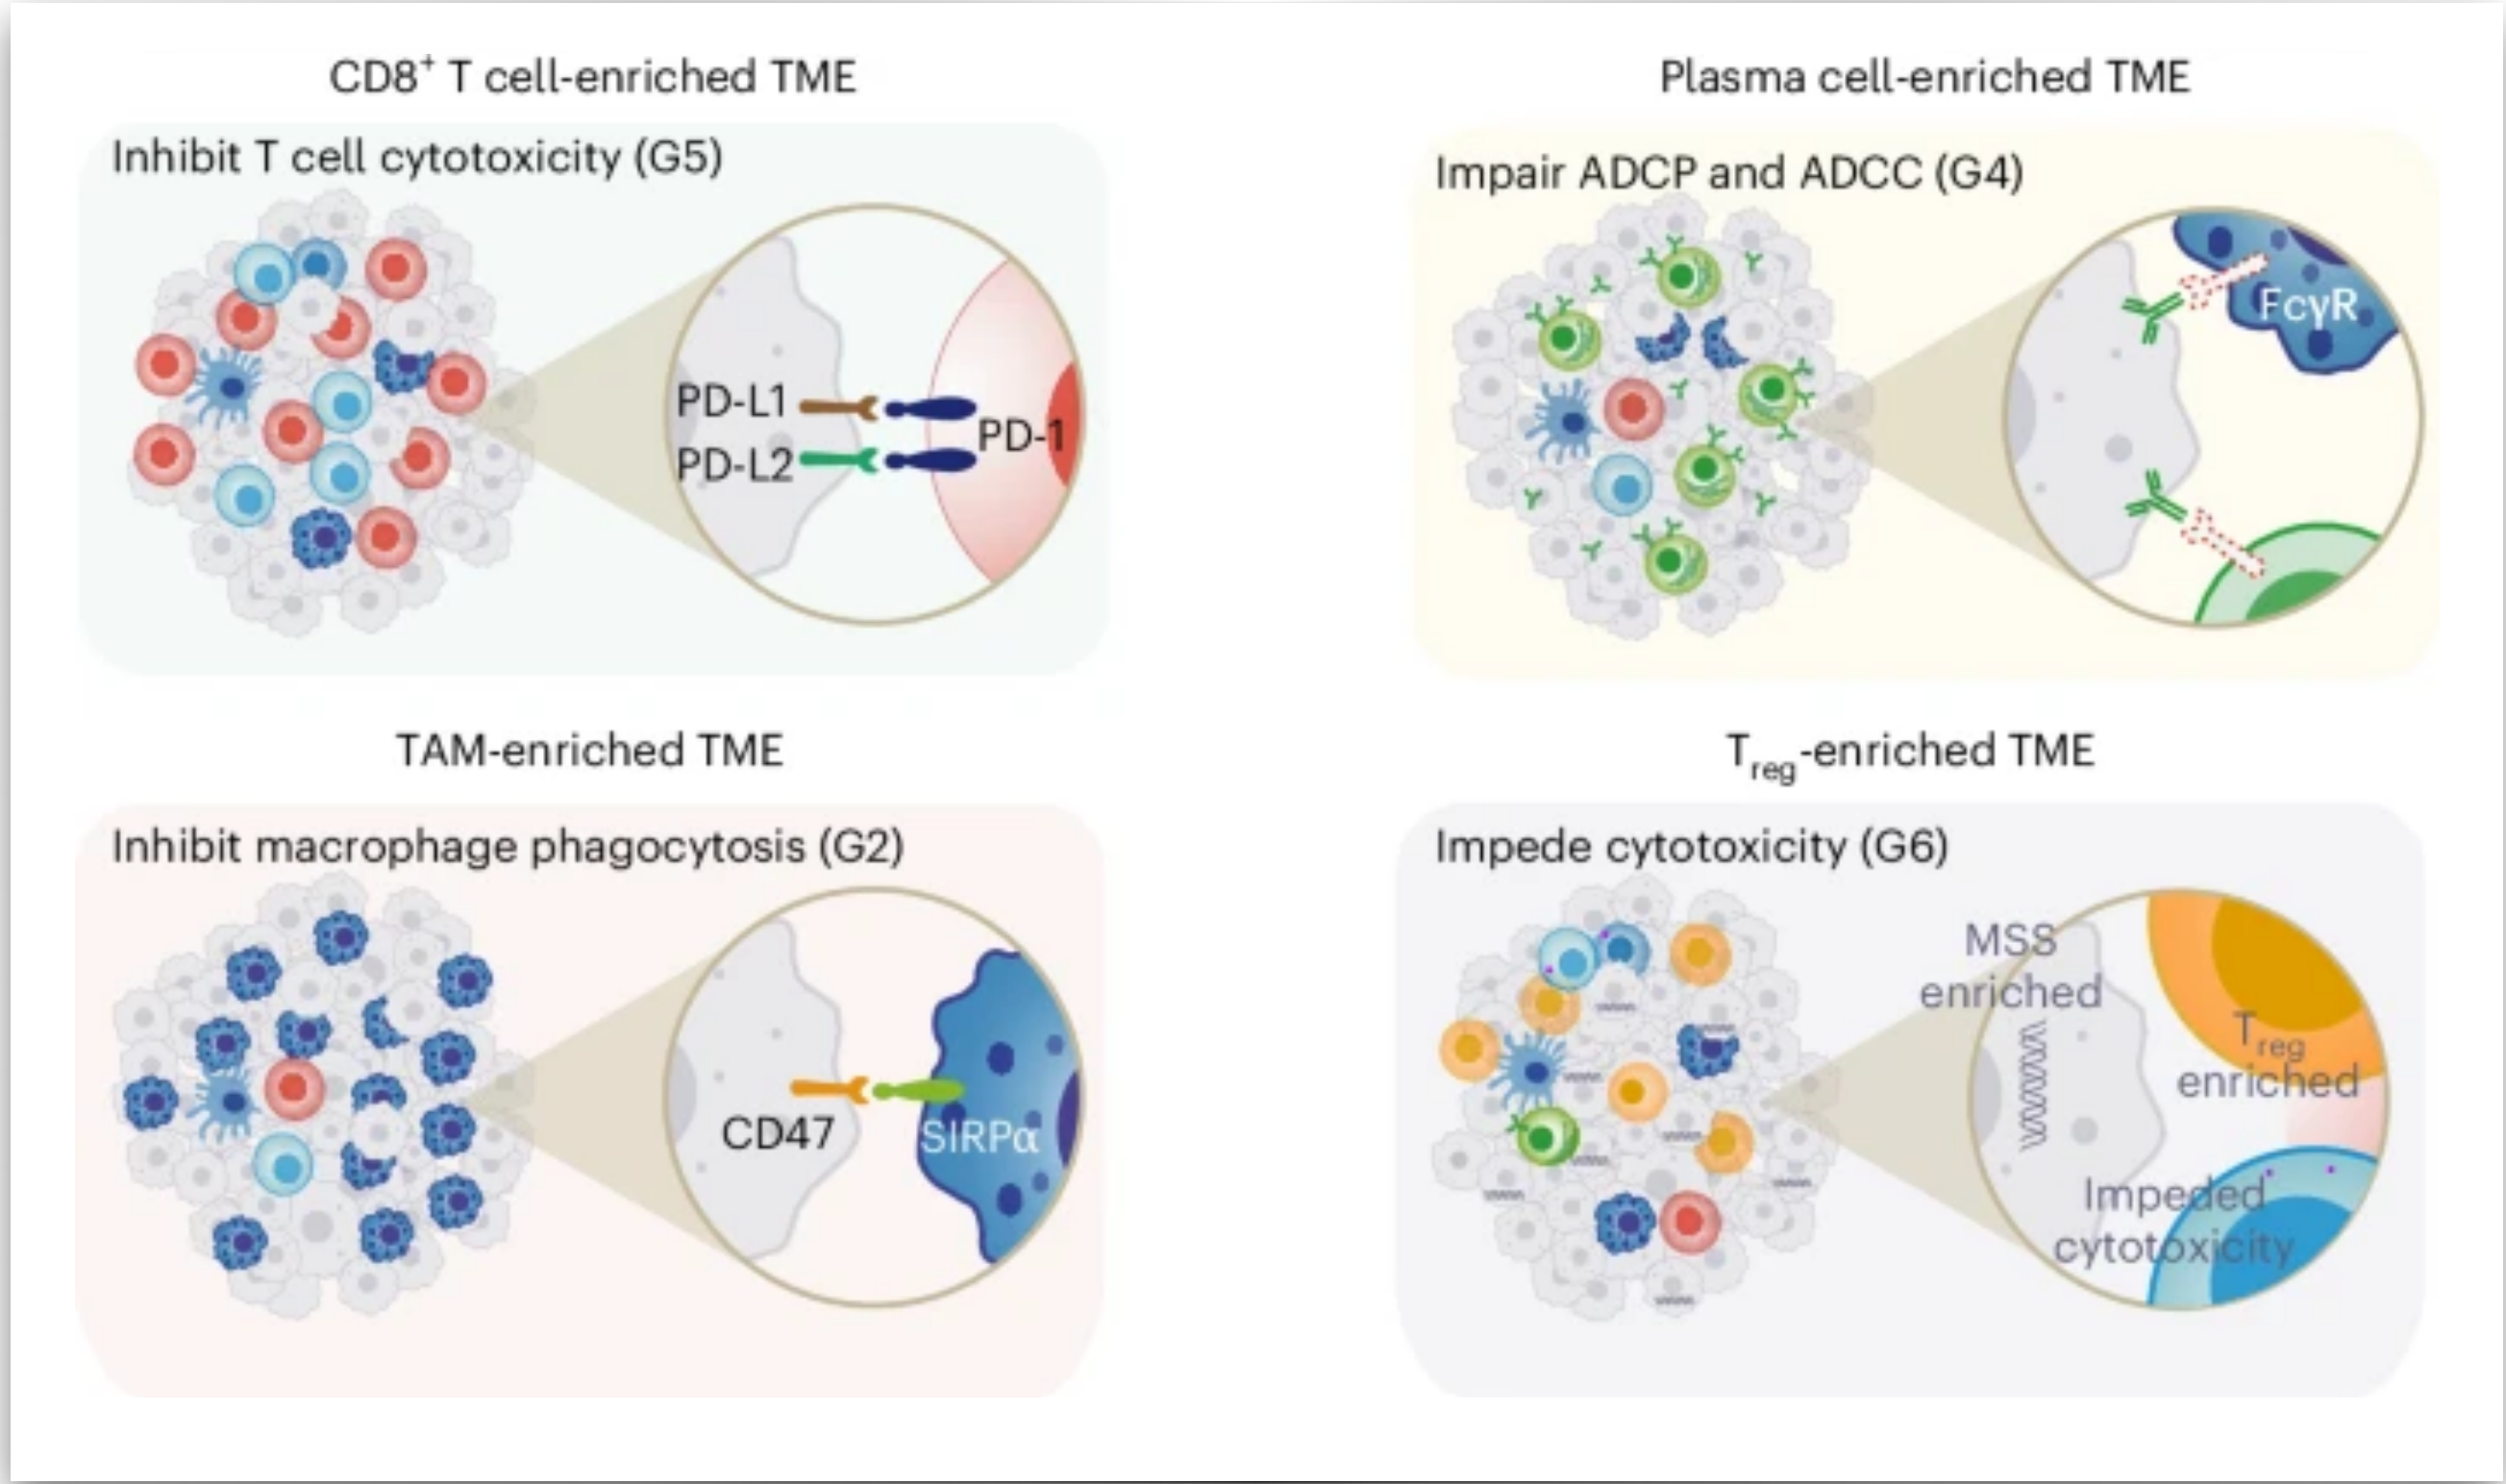 CD8⁺ T cell-enriched TME
Inhibit T cell cytotoxicity (G5)
PD-L1
PD-1
PD-L2
Plasma cell-enriched TME
Impair ADCP and ADCC (G4)
FcγR
TAM-enriched TME
Inhibit macrophage phagocytosis (G2)
CD47
SIRPα
Treg-enriched TME
Impede cytotoxicity (G6)
MSS
enriched
Treg
enriched
Impeded
cytotoxicity